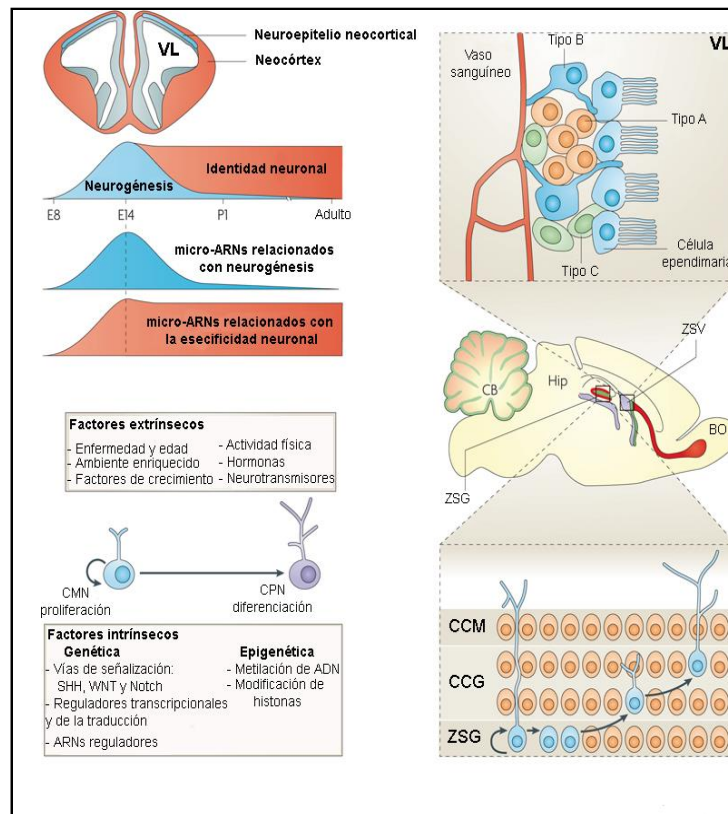 VL
Neuroepitelio neocortical
Neocórtex
Identidad neuronal
Neurogénesis
E8
E14
P1
Adulto
micro-ARNs relacionados
con neurogénesis
micro-ARNs relacionados con
la esecificidad neuronal
Factores extrínsecos
- Enfermedad y edad
- Ambiente enriquecido
- Factores de crecimiento
- Actividad física
- Hormonas
- Neurotransmisores
CMN
proliferación
CPN
diferenciación
Factores intrínsecos
Genética
- Vías de señalización:
SHH, WNT y Notch
- Reguladores transcripcionales
y de la traducción
- ARNs reguladores
Epigenética
- Metilación de ADN
- Modificación de
histonas
Vaso
sanguíneo
Tipo B
VL
Tipo A
Célula
ependimaria
Tipo C
ZSV
CB
Hip
BO
ZSG
CCM
CCG
ZSG